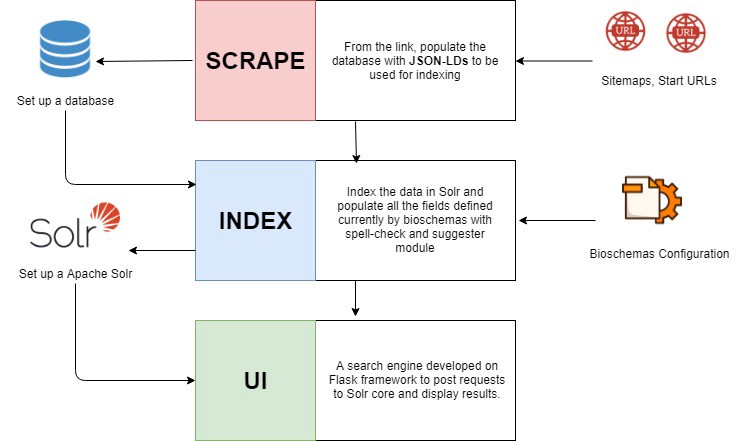 URL
URL
SCRAPE
From the link, populate the
database with JSON-LDs to be
used for indexing
Sitemaps, Start URLs
Set up a database
INDEX
Index the data in Solr and
populate all the fields defined
currently by bioschemas with
spell-check and suggester
module
Solr
Set up a Apache Solr
Bioschemas Configuration
UI
A search engine developed on
Flask framework to post requests
to Solr core and display results.